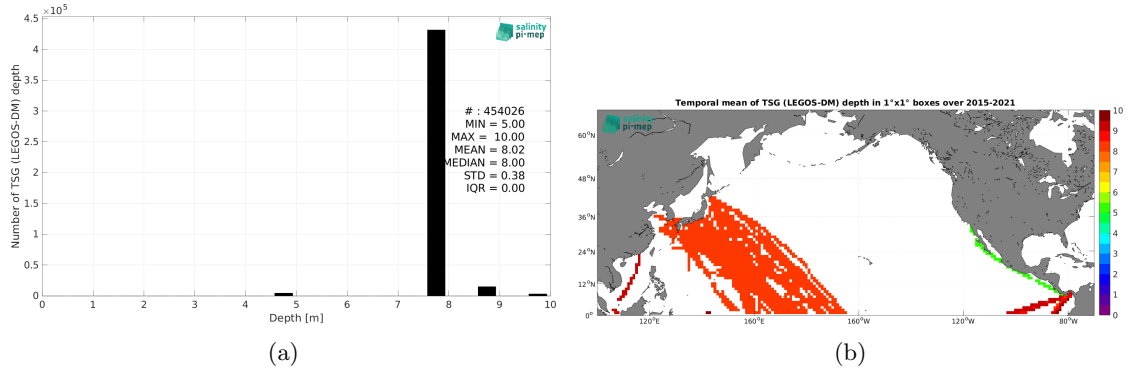 ×10⁵
4.5
4
3.5
3
2.5
2
1.5
1
0.5
0
Number of TSG (LEGOS-DM) depth
salinity
pi-mep
# : 454026
MIN = 5.00
MAX = 10.00
MEAN = 8.02
MEDIAN = 8.00
STD = 0.38
IQR = 0.00
0 1 2 3 4 5 6 7 8 9 10
Depth [m]
(a)
Temporal mean of TSG (LEGOS-DM) depth in 1°x1° boxes over 2015-2021
salinity
pi-mep
60°N
48°N
36°N
24°N
12°N
0°
120°E 160°E 160°W 120°W 80°W
10
9
8
7
6
5
4
3
2
1
0
(b)